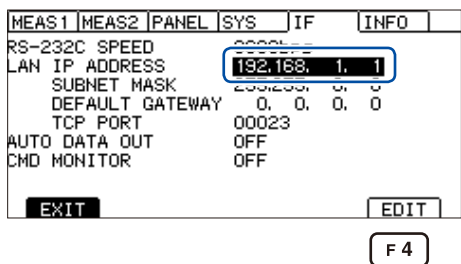 MEAS1 MEAS2 PANEL SYS IF INFO
RS-232C SPEED
LAN IP ADDRESS 192.168. 1. 1
SUBNET MASK
DEFAULT GATEWAY 0. 0. 0. 0
TCP PORT 00023
AUTO DATA OUT OFF
CMD MONITOR OFF
EXIT EDIT
F4